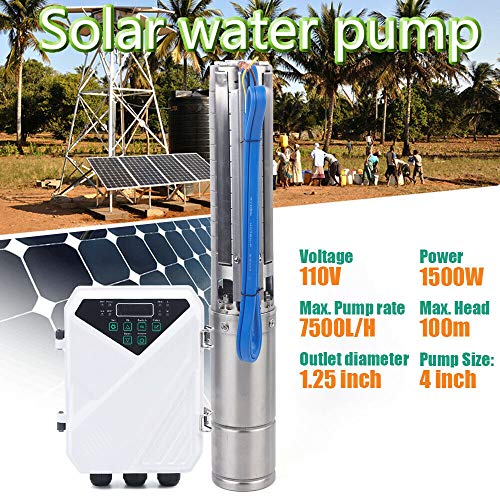 Solar water pump
Voltage Power
110V 1500W
Max. Pump rate Max. Head
7500L/H 100m
Outlet diameter Pump Size:
1.25 inch 4 inch